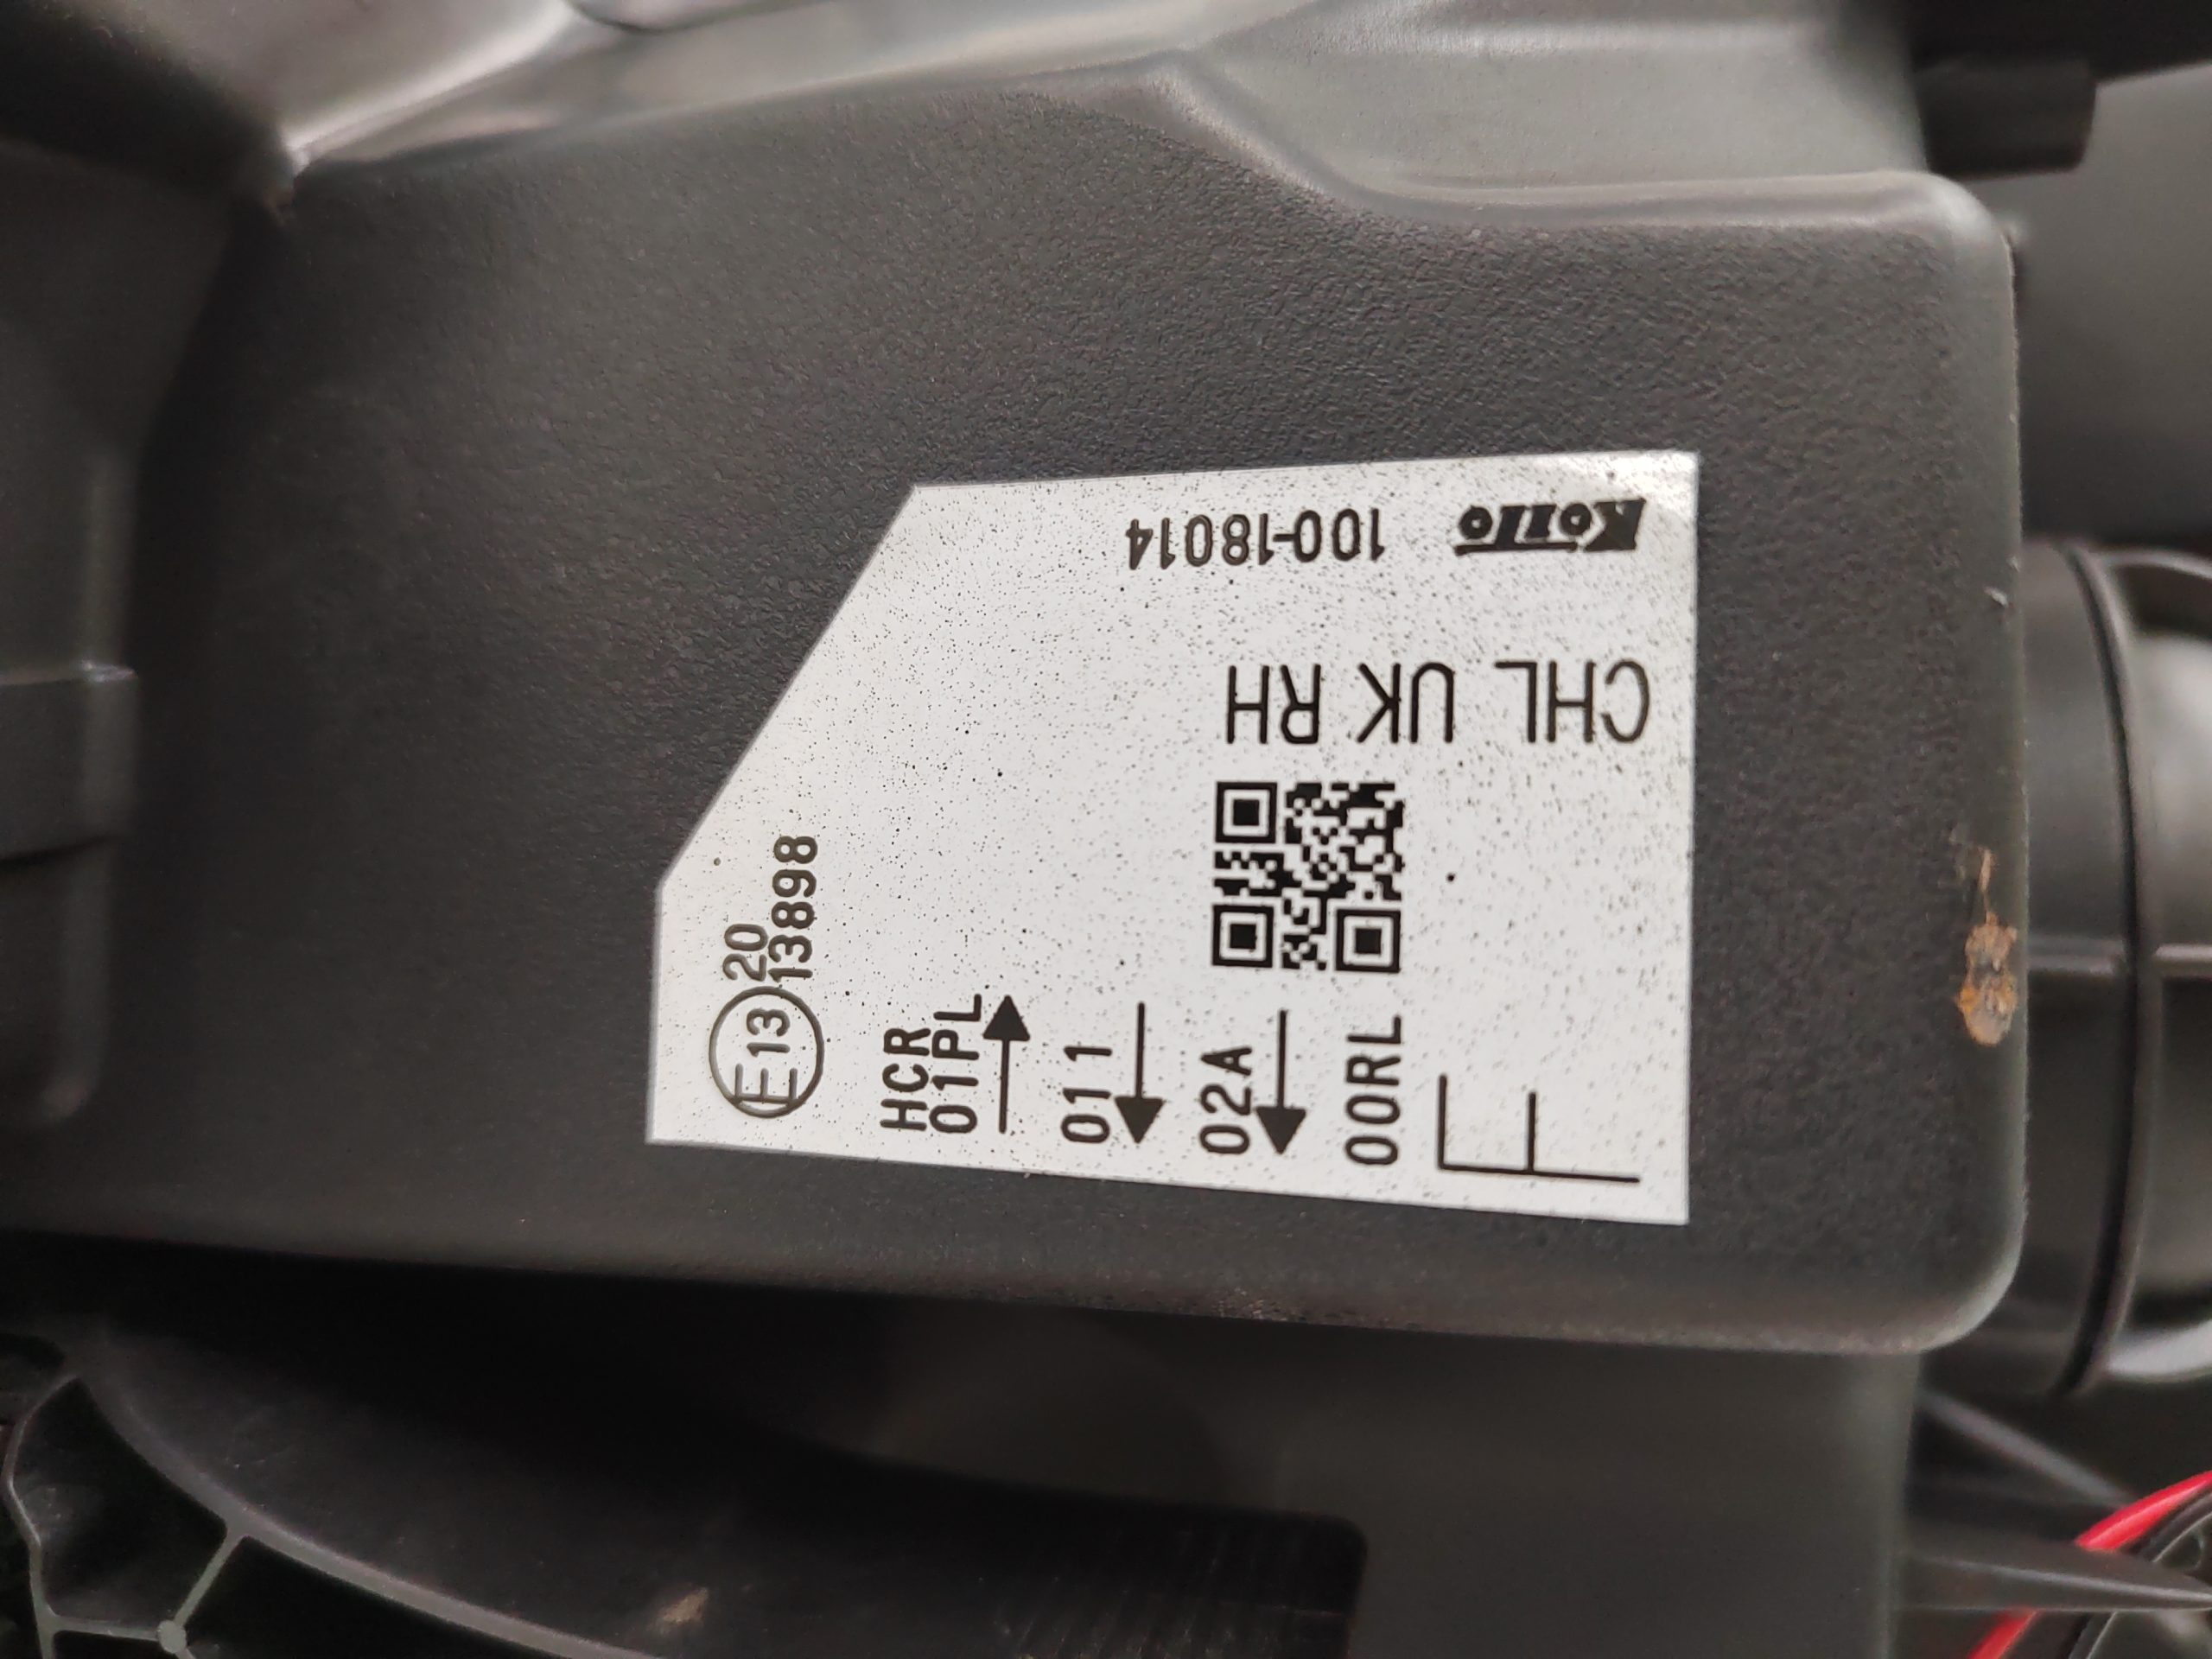 E13 20
13898
HCR
01PL
011
02A
00RL
E
CHL UK RH
Koito 100-18014